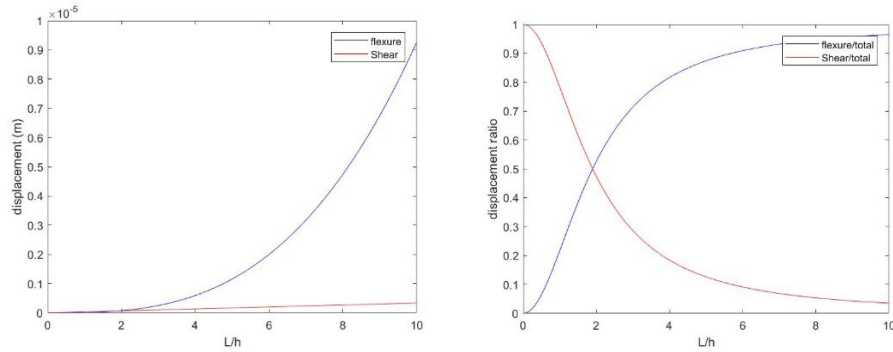 ×10⁻⁵
1
0.9
0.8
0.7
0.6
0.5
0.4
0.3
0.2
0.1
0
displacement (m)
flexure
Shear
0 2 4 6 8 10
L/h
1
0.9
0.8
0.7
0.6
0.5
0.4
0.3
0.2
0.1
0
displacement ratio
flexure/total
Shear/total
0 2 4 6 8 10
L/h